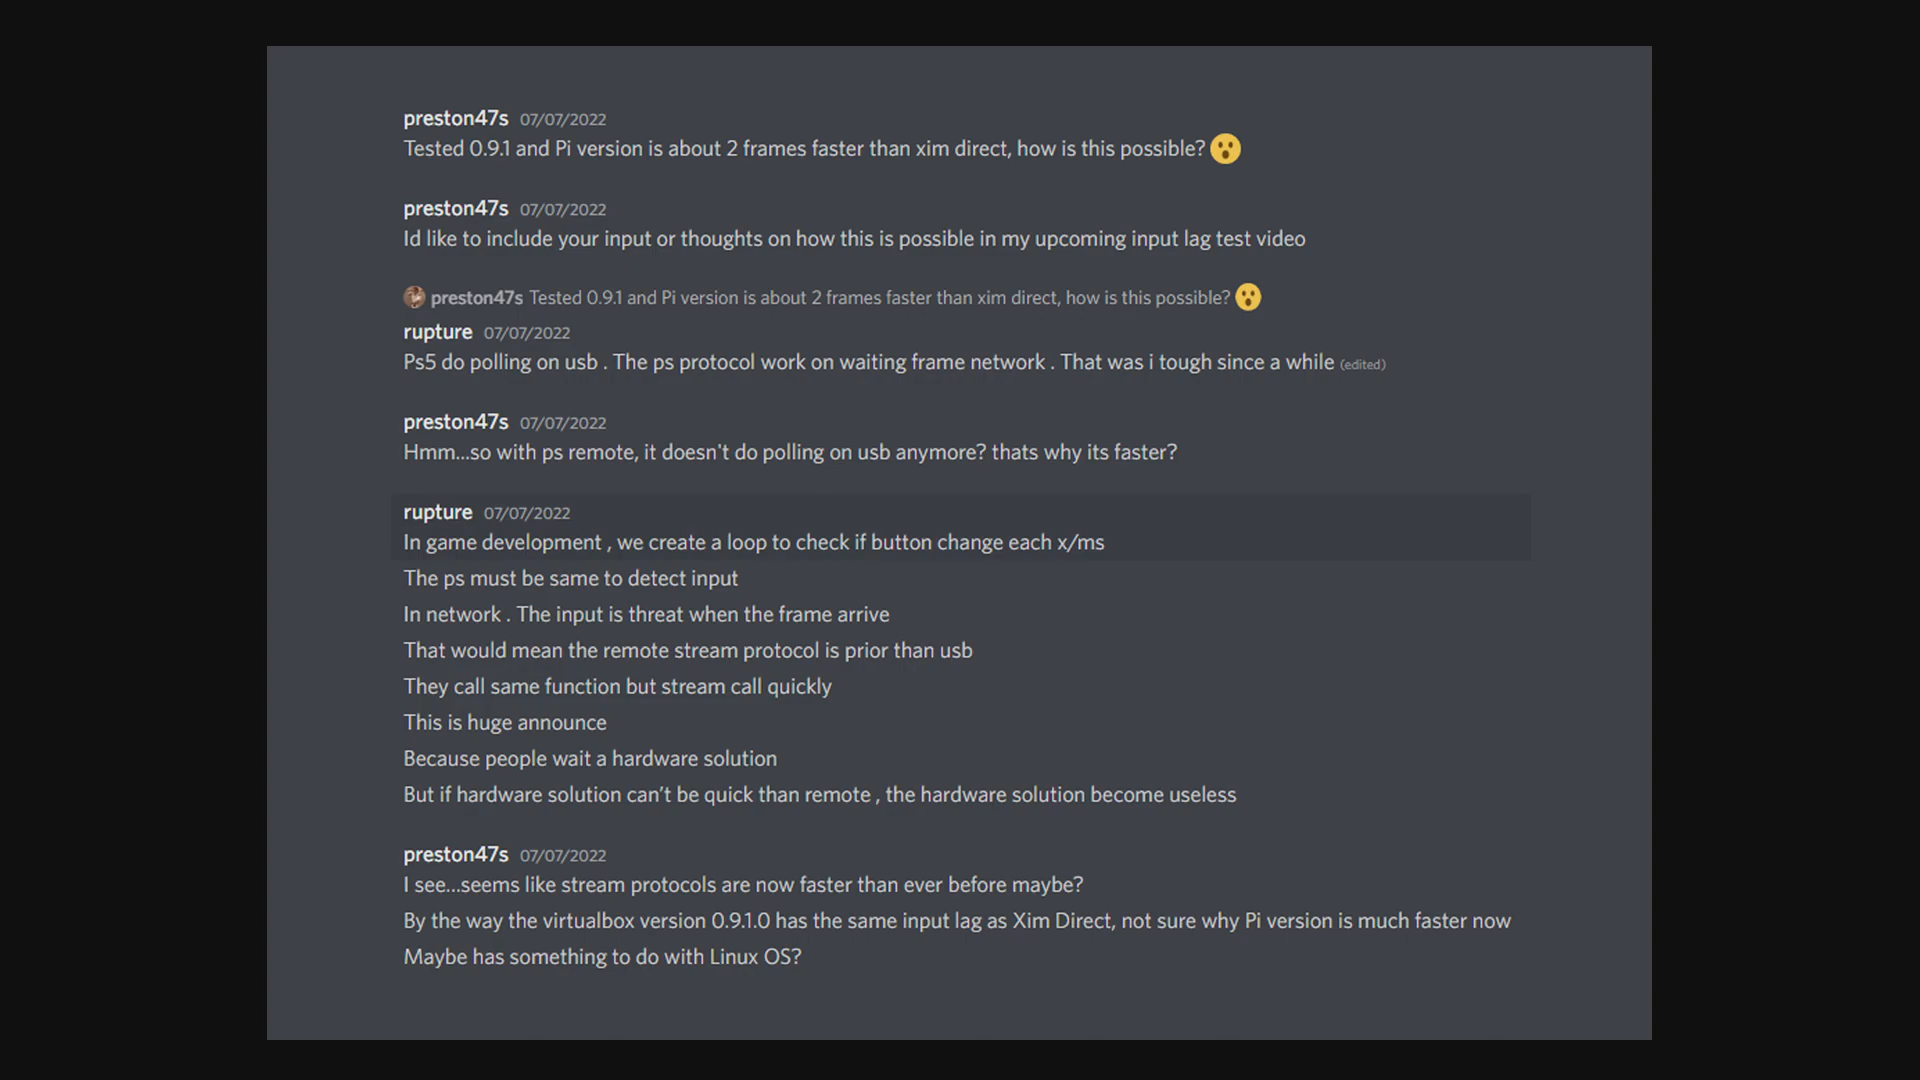 preston47s 07/07/2022
Tested 0.9.1 and Pi version is about 2 frames faster than xim direct, how is this possible? 😮
preston47s 07/07/2022
Id like to include your input or thoughts on how this is possible in my upcoming input lag test video
preston47s Tested 0.9.1 and Pi version is about 2 frames faster than xim direct, how is this possible? 😮
rupture 07/07/2022
Ps5 do polling on usb . The ps protocol work on waiting frame network . That was i tough since a while (edited)
preston47s 07/07/2022
Hmm...so with ps remote, it doesn't do polling on usb anymore? thats why its faster?
rupture 07/07/2022
In game development , we create a loop to check if button change each x/ms
The ps must be same to detect input
In network . The input is threat when the frame arrive
That would mean the remote stream protocol is prior than usb
They call same function but stream call quickly
This is huge announce
Because people wait a hardware solution
But if hardware solution can’t be quick than remote , the hardware solution become useless
preston47s 07/07/2022
I see...seems like stream protocols are now faster than ever before maybe?
By the way the virtualbox version 0.9.1.0 has the same input lag as Xim Direct, not sure why Pi version is much faster now
Maybe has something to do with Linux OS?